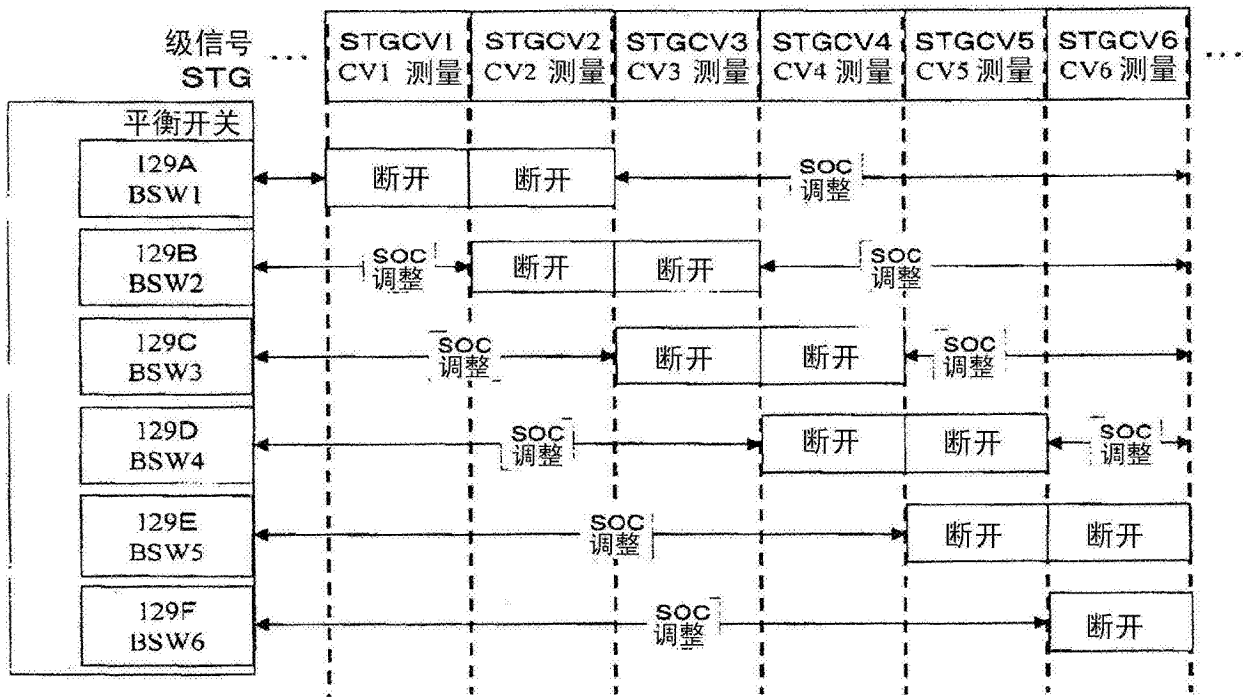 级信号
STG
...
STGCV1
CV1 测量
STGCV2
CV2 测量
STGCV3
CV3 测量
STGCV4
CV4 测量
STGCV5
CV5 测量
STGCV6
CV6 测量
...
平衡开关
129A
BSW1
断开
断开
SOC
调整
129B
BSW2
SOC
调整
断开
断开
SOC
调整
129C
BSW3
SOC
调整
断开
断开
SOC
调整
129D
BSW4
SOC
调整
断开
断开
SOC
调整
129E
BSW5
SOC
调整
断开
断开
129F
BSW6
SOC
调整
断开